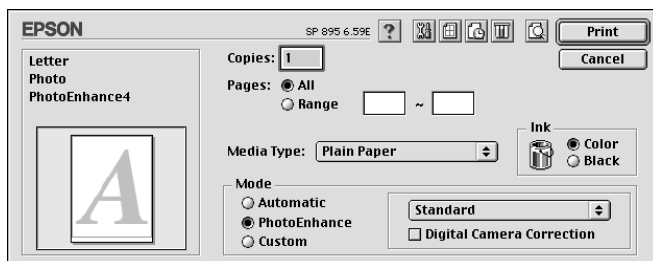 EPSON
SP 895 6.59E ?
Print
Cancel
Letter
Photo
PhotoEnhance4
A
Copies: 1
Pages: All
Range ~
Media Type: Plain Paper
Ink
Color
Black
Mode
Automatic
PhotoEnhance
Custom
Standard
Digital Camera Correction